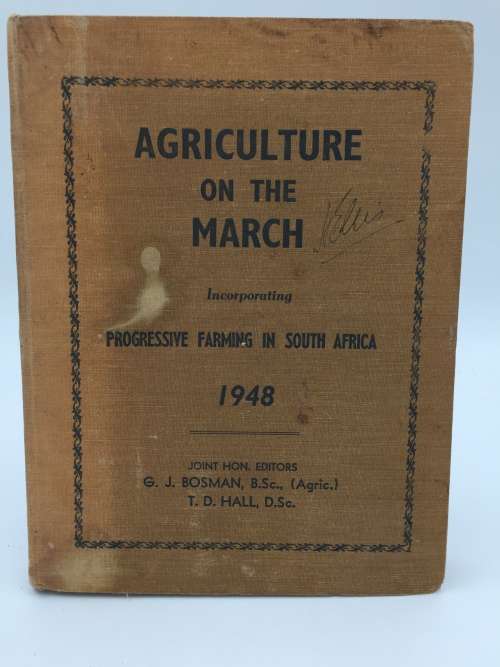 AGRICULTURE
ON THE
MARCH
Incorporating
PROGRESSIVE FARMING IN SOUTH AFRICA
1948
JOINT HON. EDITORS
G. J. BOSMAN, B.Sc., (Agric.)
T. D. HALL, D.Sc.